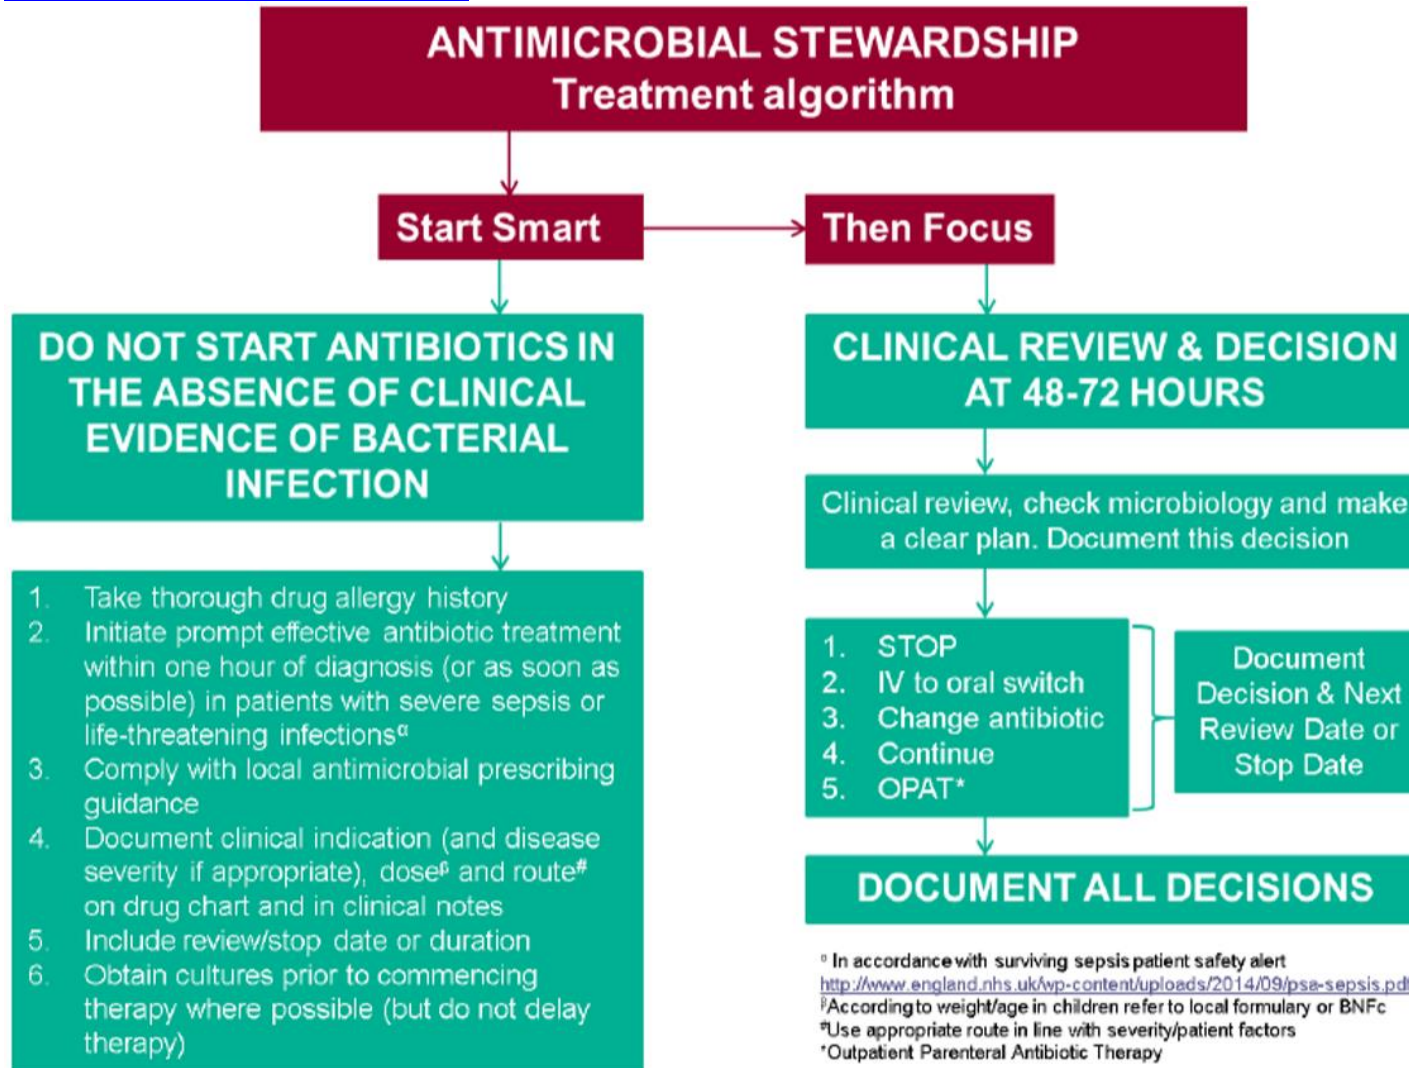 ANTIMICROBIAL STEWARDSHIP
Treatment algorithm
Start Smart
Then Focus
DO NOT START ANTIBIOTICS IN
THE ABSENCE OF CLINICAL
EVIDENCE OF BACTERIAL
INFECTION
1. Take thorough drug allergy history
2. Initiate prompt effective antibiotic treatment
within one hour of diagnosis (or as soon as
possible) in patients with severe sepsis or
life-threatening infectionsα
3. Comply with local antimicrobial prescribing
guidance
4. Document clinical indication (and disease
severity if appropriate), doseβ and route#
on drug chart and in clinical notes
5. Include review/stop date or duration
6. Obtain cultures prior to commencing
therapy where possible (but do not delay
therapy)
CLINICAL REVIEW & DECISION
AT 48-72 HOURS
Clinical review, check microbiology and make
a clear plan. Document this decision
1. STOP
2. IV to oral switch
3. Change antibiotic
4. Continue
5. OPAT*
Document
Decision & Next
Review Date or
Stop Date
DOCUMENT ALL DECISIONS
α In accordance with surviving sepsis patient safety alert
http://www.england.nhs.uk/wp-content/uploads/2014/09/psa-sepsis.pdf
βAccording to weight/age in children refer to local formulary or BNFc
#Use appropriate route in line with severity/patient factors
*Outpatient Parenteral Antibiotic Therapy